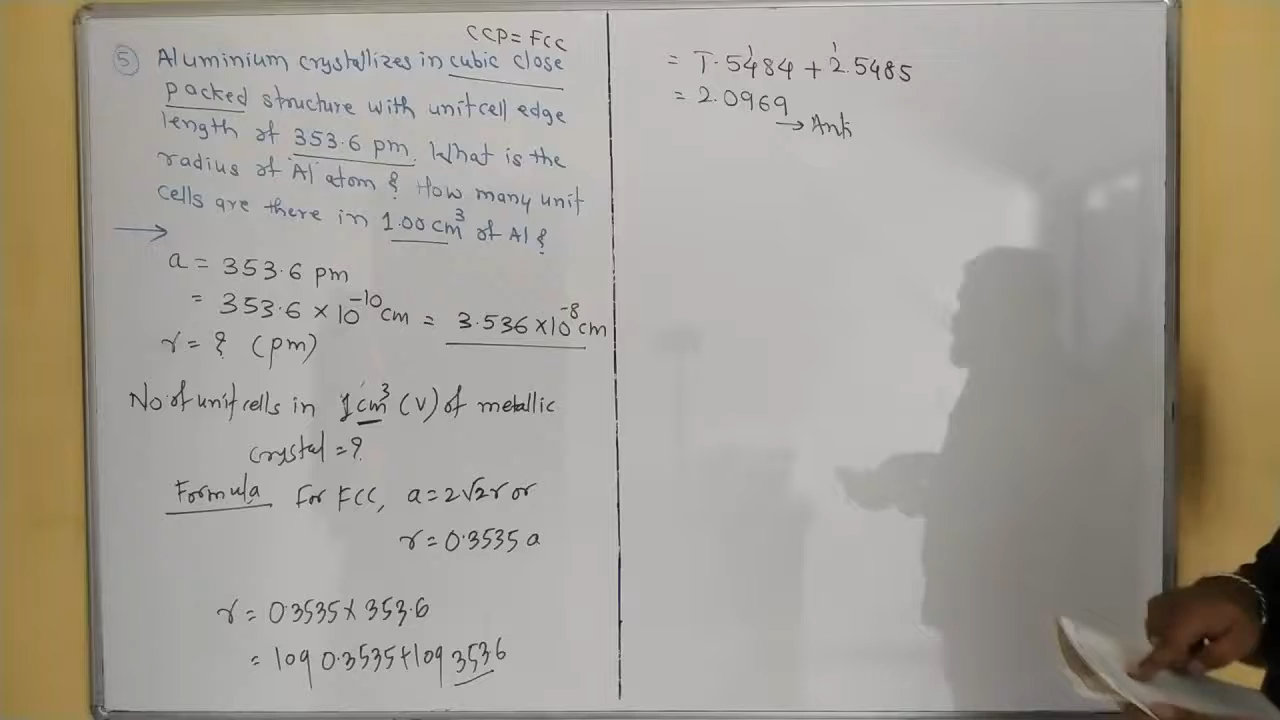 CCP = FCC
⑤ Aluminium crystallizes in cubic close
packed structure with unit cell edge
length of 353.6 pm. What is the
radius of Al atom ? How many unit
cells are there in 1.00 cm³ of Al ?
→
a = 353.6 pm
= 353.6 × 10⁻¹⁰ cm = 3.536 × 10⁻⁸ cm
r = ? (pm)
No. of unit cells in 1 cm³ (V) of metallic
crystal = ?
Formula For FCC, a = 2√2 r or
r = 0.3535 a
r = 0.3535 × 353.6
= log 0.3535 + log 353.6
= 1̅.5484 + 2.5485
= 2.0969
→ Anti